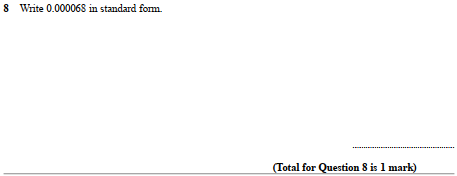 8 Write 0.000068 in standard form.
(Total for Question 8 is 1 mark)